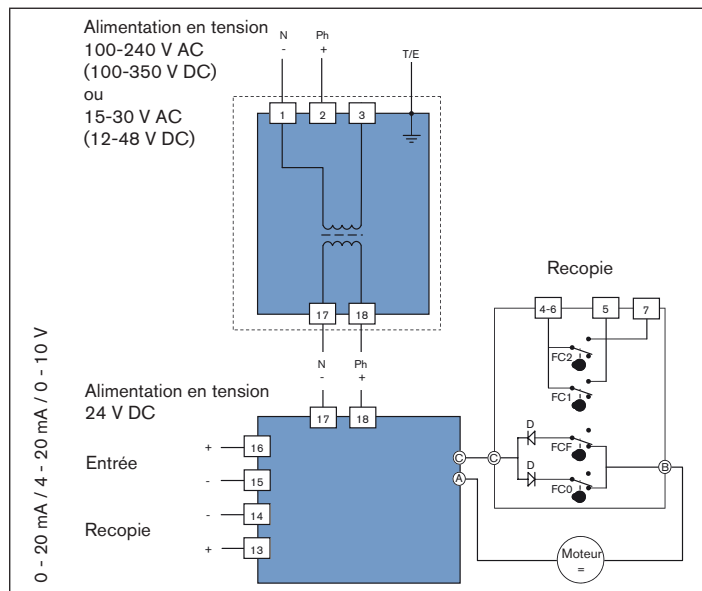 Alimentation en tension
100-240 V AC
(100-350 V DC)
ou
15-30 V AC
(12-48 V DC)
N
-
Ph
+
T/E
1
2
3
17
18
N
-
Ph
+
Recopie
4-6
5
7
FC2
FC1
D
FCF
D
FC0
C
C
A
B
Moteur
=
Alimentation en tension
24 V DC
17
18
Entrée
+
16
-
15
Recopie
-
14
+
13
0 - 20 mA / 4 - 20 mA / 0 - 10 V